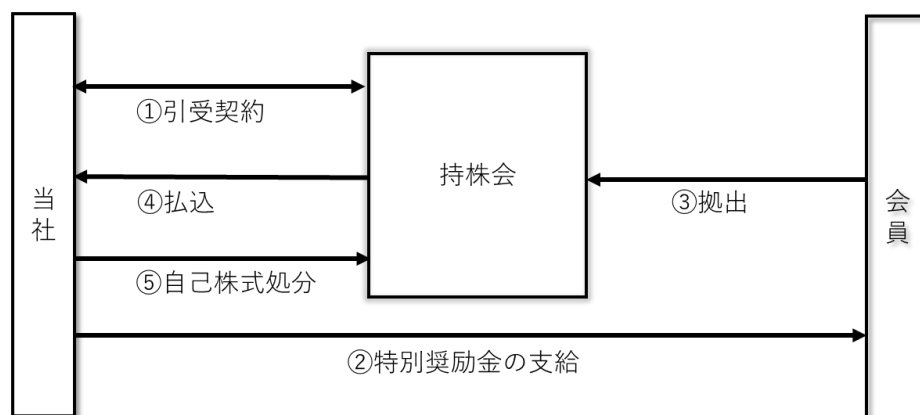 ①引受契約
持株会
当社
④払込
③拠出
会員
⑤自己株式処分
②特別奨励金の支給